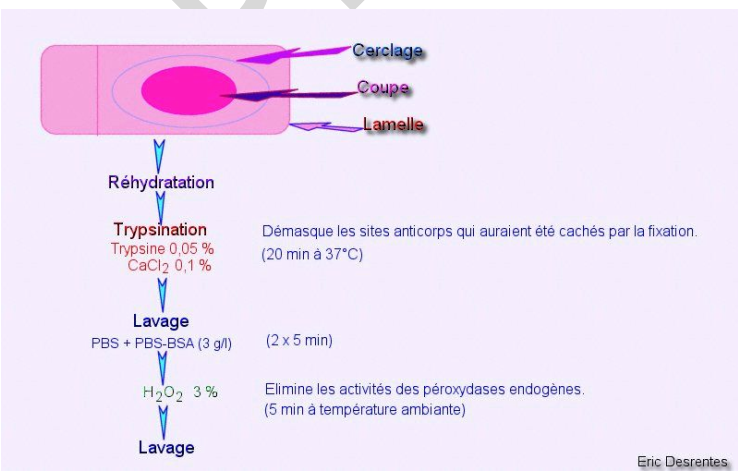 Cerclage
Coupe
Lamelle
Réhydratation
Trypsination
Trypsine 0,05 %
CaCl2 0,1 %
Démasque les sites anticorps qui auraient été cachés par la fixation.
(20 min à 37°C)
Lavage
PBS + PBS-BSA (3 g/l)
(2 x 5 min)
H2O2 3 %
Elimine les activités des péroxydases endogènes.
(5 min à température ambiante)
Lavage
Eric Desrentes